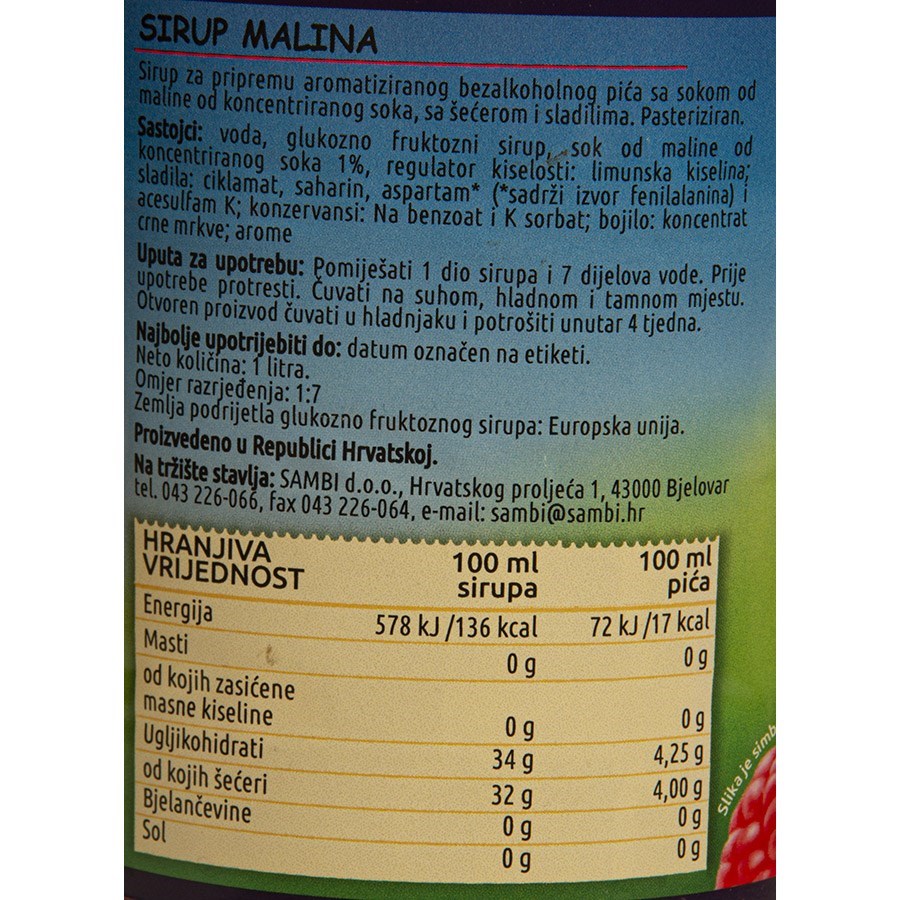 SIRUP MALINA
Sirup za pripremu aromatiziranog bezalkoholnog pića sa sokom od
maline od koncentriranog soka, sa šećerom i sladilima. Pasteriziran.
Sastojci: voda, glukozno fruktozni sirup, sok od maline od
koncentriranog soka 1%, regulator kiselosti: limunska kiselina;
sladila: ciklamat, saharin, aspartam* (*sadrži izvor fenilalanina) i
acesulfam K; konzervansi: Na benzoat i K sorbat; bojilo: koncentrat
crne mrkve; arome
Uputa za upotrebu: Pomiješati 1 dio sirupa i 7 dijelova vode. Prije
upotrebe protresti. Čuvati na suhom, hladnom i tamnom mjestu.
Otvoren proizvod čuvati u hladnjaku i potrošiti unutar 4 tjedna.
Najbolje upotrijebiti do: datum označen na etiketi.
Neto količina: 1 litra.
Omjer razrjeđenja: 1:7
Zemlja podrijetla glukozno fruktoznog sirupa: Europska unija.
Proizvedeno u Republici Hrvatskoj.
Na tržište stavlja: SAMBI d.o.o., Hrvatskog proljeća 1, 43000 Bjelovar
tel. 043 226-066, fax 043 226-064, e-mail: sambi@sambi.hr
HRANJIVA VRIJEDNOST 100 ml sirupa 100 ml pića
Energija 578 kJ /136 kcal 72 kJ /17 kcal
Masti 0 g 0 g
od kojih zasićene
masne kiseline 0 g 0 g
Ugljikohidrati 34 g 4,25 g
od kojih šećeri 32 g 4,00 g
Bjelančevine 0 g 0 g
Sol 0 g 0 g
Slika je simb